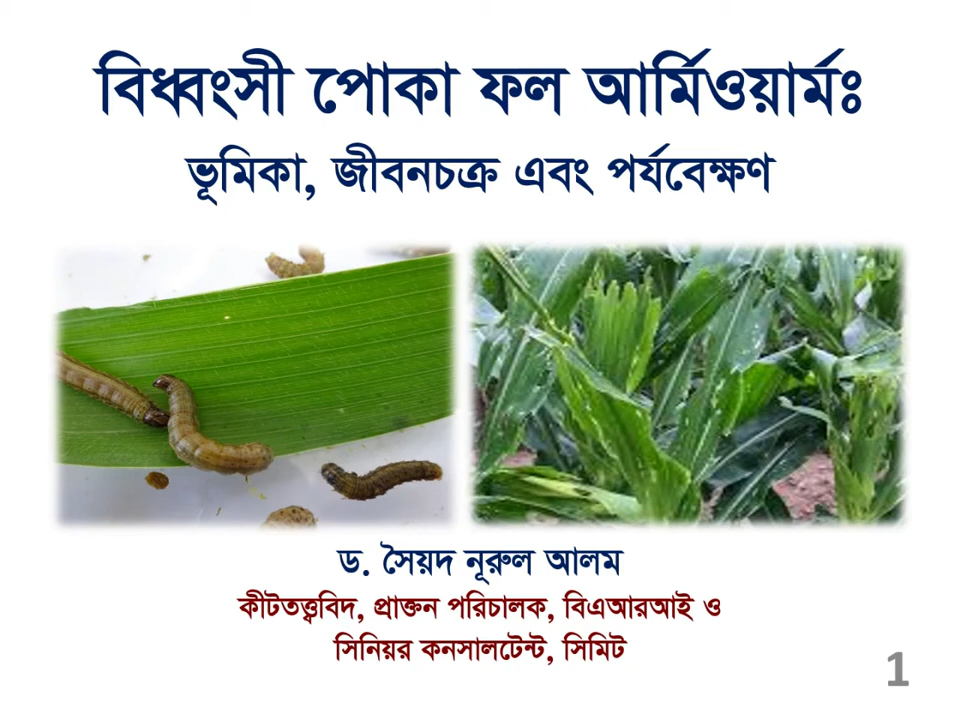 বিধ্বংসী পোকা ফল আর্মিওয়ার্মঃ
ভূমিকা, জীবনচক্র এবং পর্যবেক্ষণ
ড. সৈয়দ নূরুল আলম
কীটতত্ত্ববিদ, প্রাক্তন পরিচালক, বিএআরআই ও
সিনিয়র কনসালটেন্ট, সিমিট
1